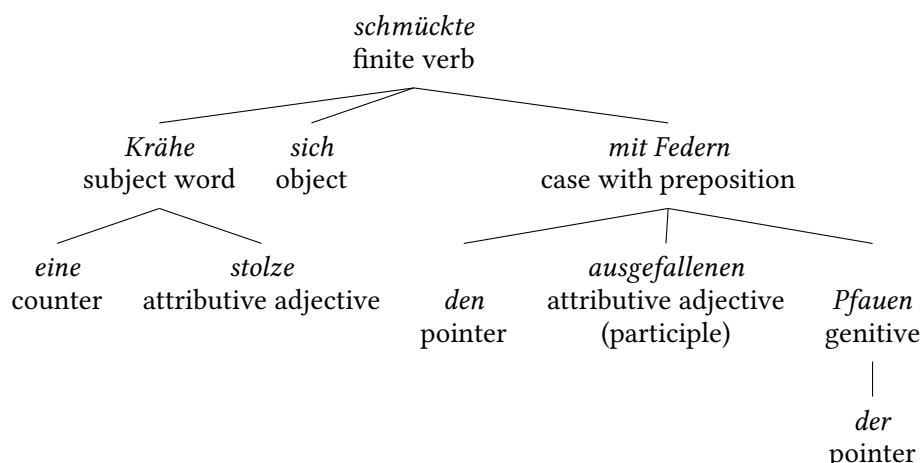 schmückte
finite verb
Krähe
subject word
sich
object
mit Federn
case with preposition
eine
counter
stolze
attributive adjective
den
pointer
ausgefallenen
attributive adjective
(participle)
Pfauen
genitive
der
pointer